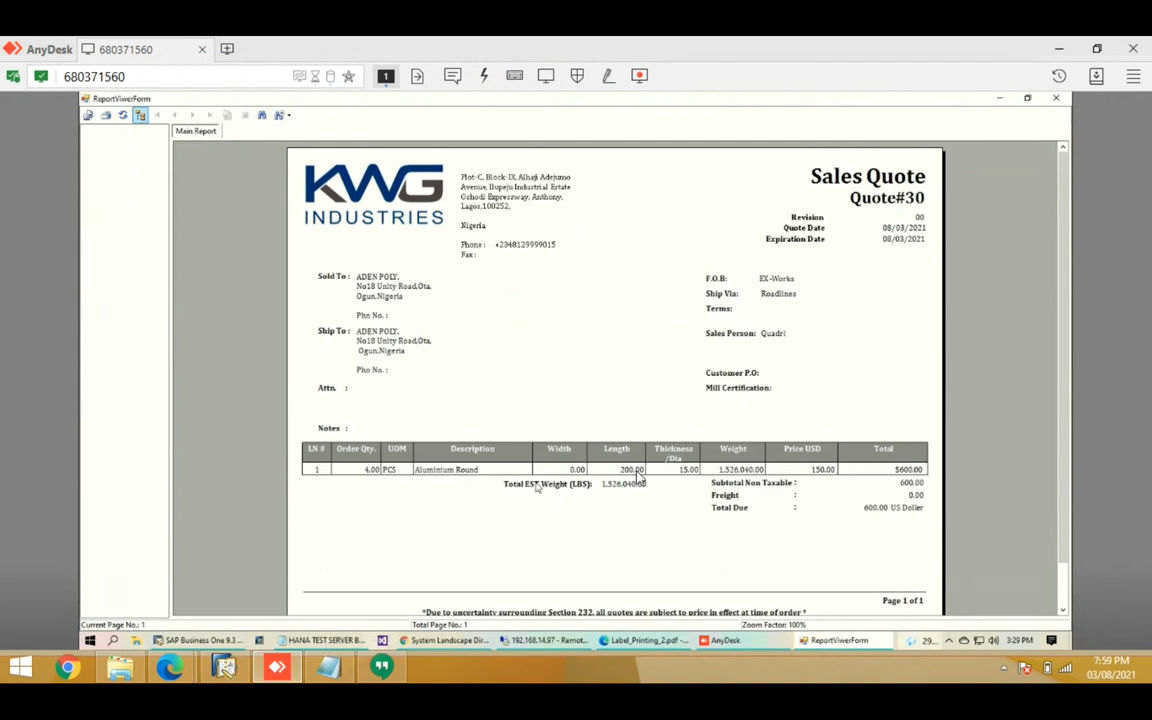 AnyDesk 680371560
680371560 1
ReportViwerForm
Main Report
KWG
INDUSTRIES
Plot-C, Block-IX, Alhaji Adejumo
Avenue, Ilupeju Industrial Estate
Oshodi Expressway, Anthony,
Lagos,100252,
Nigeria
Phone : +2348129999015
Fax :
Sales Quote
Quote#30
Revision 00
Quote Date 08/03/2021
Expiration Date 08/03/2021
Sold To : ADEN POLY,
No18 Unity Road,Ota,
Ogun,Nigeria
Phn No. :
Ship To : ADEN POLY,
No18 Unity Road,Ota,
Ogun,Nigeria
Phn No. :
Attn. :
F.O.B: EX-Works
Ship Via: Roadlines
Terms:
Sales Person: Quadri
Customer P.O:
Mill Certification:
Notes :
LN # Order Qty. UOM Description Width Length Thickness /Dia Weight Price USD Total
1 4.00 PCS Aluminium Round 0.00 200.00 15.00 1.526.040.00 150.00 $600.00
Total EST Weight (LBS): 1.526.040.00
Subtotal Non Taxable : 600.00
Freight : 0.00
Total Due : 600.00 US Doller
Page 1 of 1
*Due to uncertainty surrounding Section 232, all quotes are subject to price in effect at time of order *
Current Page No.: 1 Total Page No.: 1 Zoom Factor: 100%
SAP Business One 9.3 ... HANA TEST SERVER B... System Landscape Dir... 192.168.14.97 - Remot... Label_Printing_2.pdf -... AnyDesk ReportViwerForm 29... 3:29 PM
7:59 PM
03/08/2021